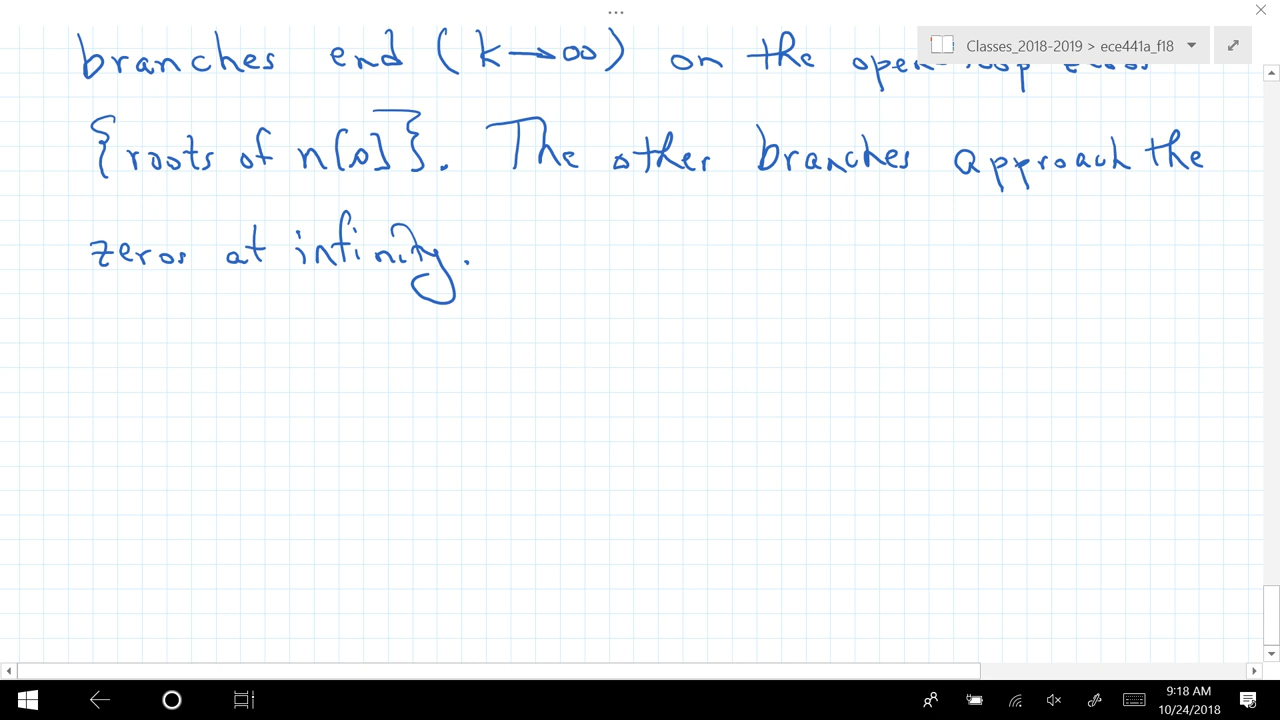 branches end (k→∞) on the open-loop zeros
Classes_2018-2019 > ece441a_f18
{roots of n(s)}. The other branches approach the
zeros at infinity.
9:18 AM
10/24/2018